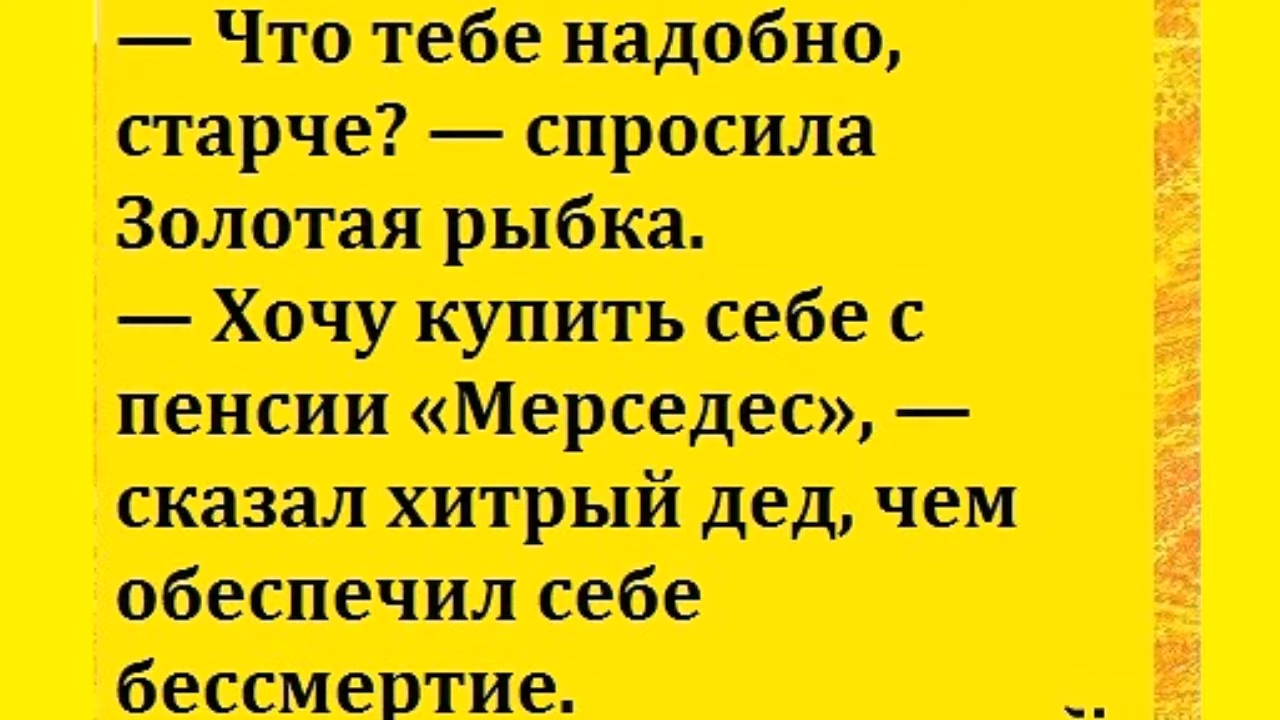 — Что тебе надобно,
старче? — спросила
Золотая рыбка.
— Хочу купить себе с
пенсии «Мерседес», —
сказал хитрый дед, чем
обеспечил себе
бессмертие.